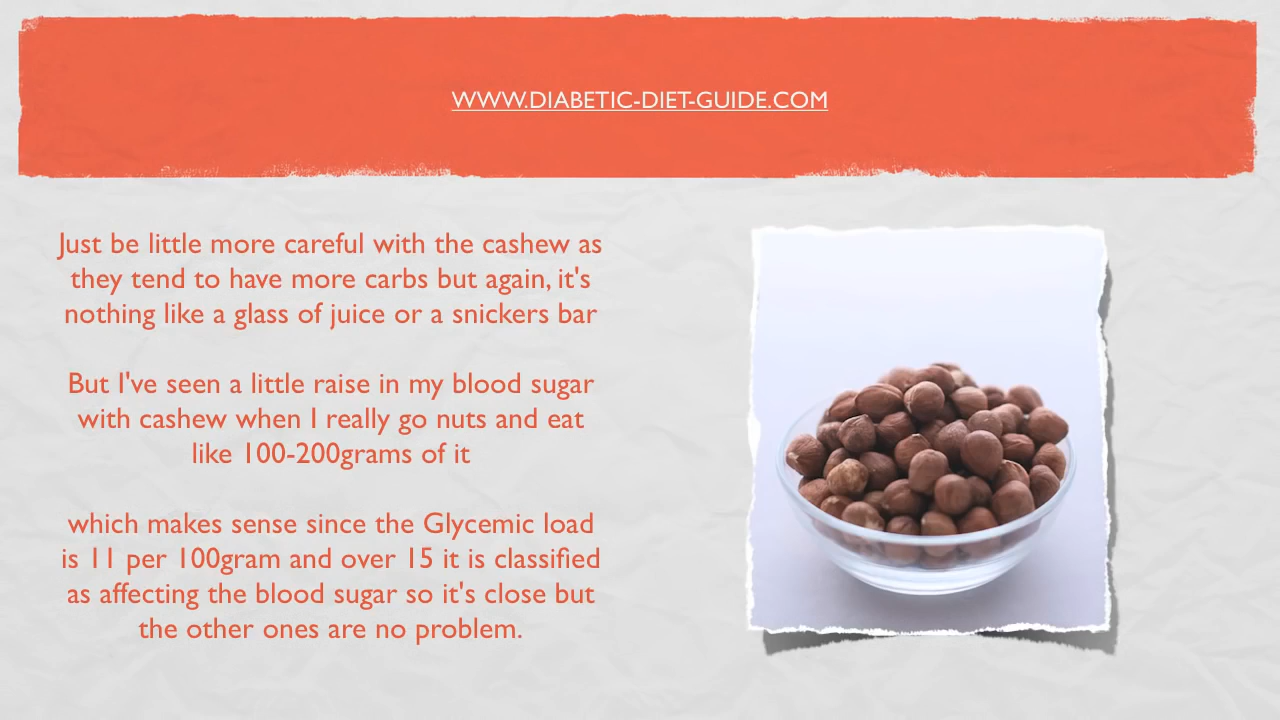 WWW.DIABETIC-DIET-GUIDE.COM
Just be little more careful with the cashew as
they tend to have more carbs but again, it's
nothing like a glass of juice or a snickers bar
But I've seen a little raise in my blood sugar
with cashew when I really go nuts and eat
like 100-200grams of it
which makes sense since the Glycemic load
is 11 per 100gram and over 15 it is classified
as affecting the blood sugar so it's close but
the other ones are no problem.